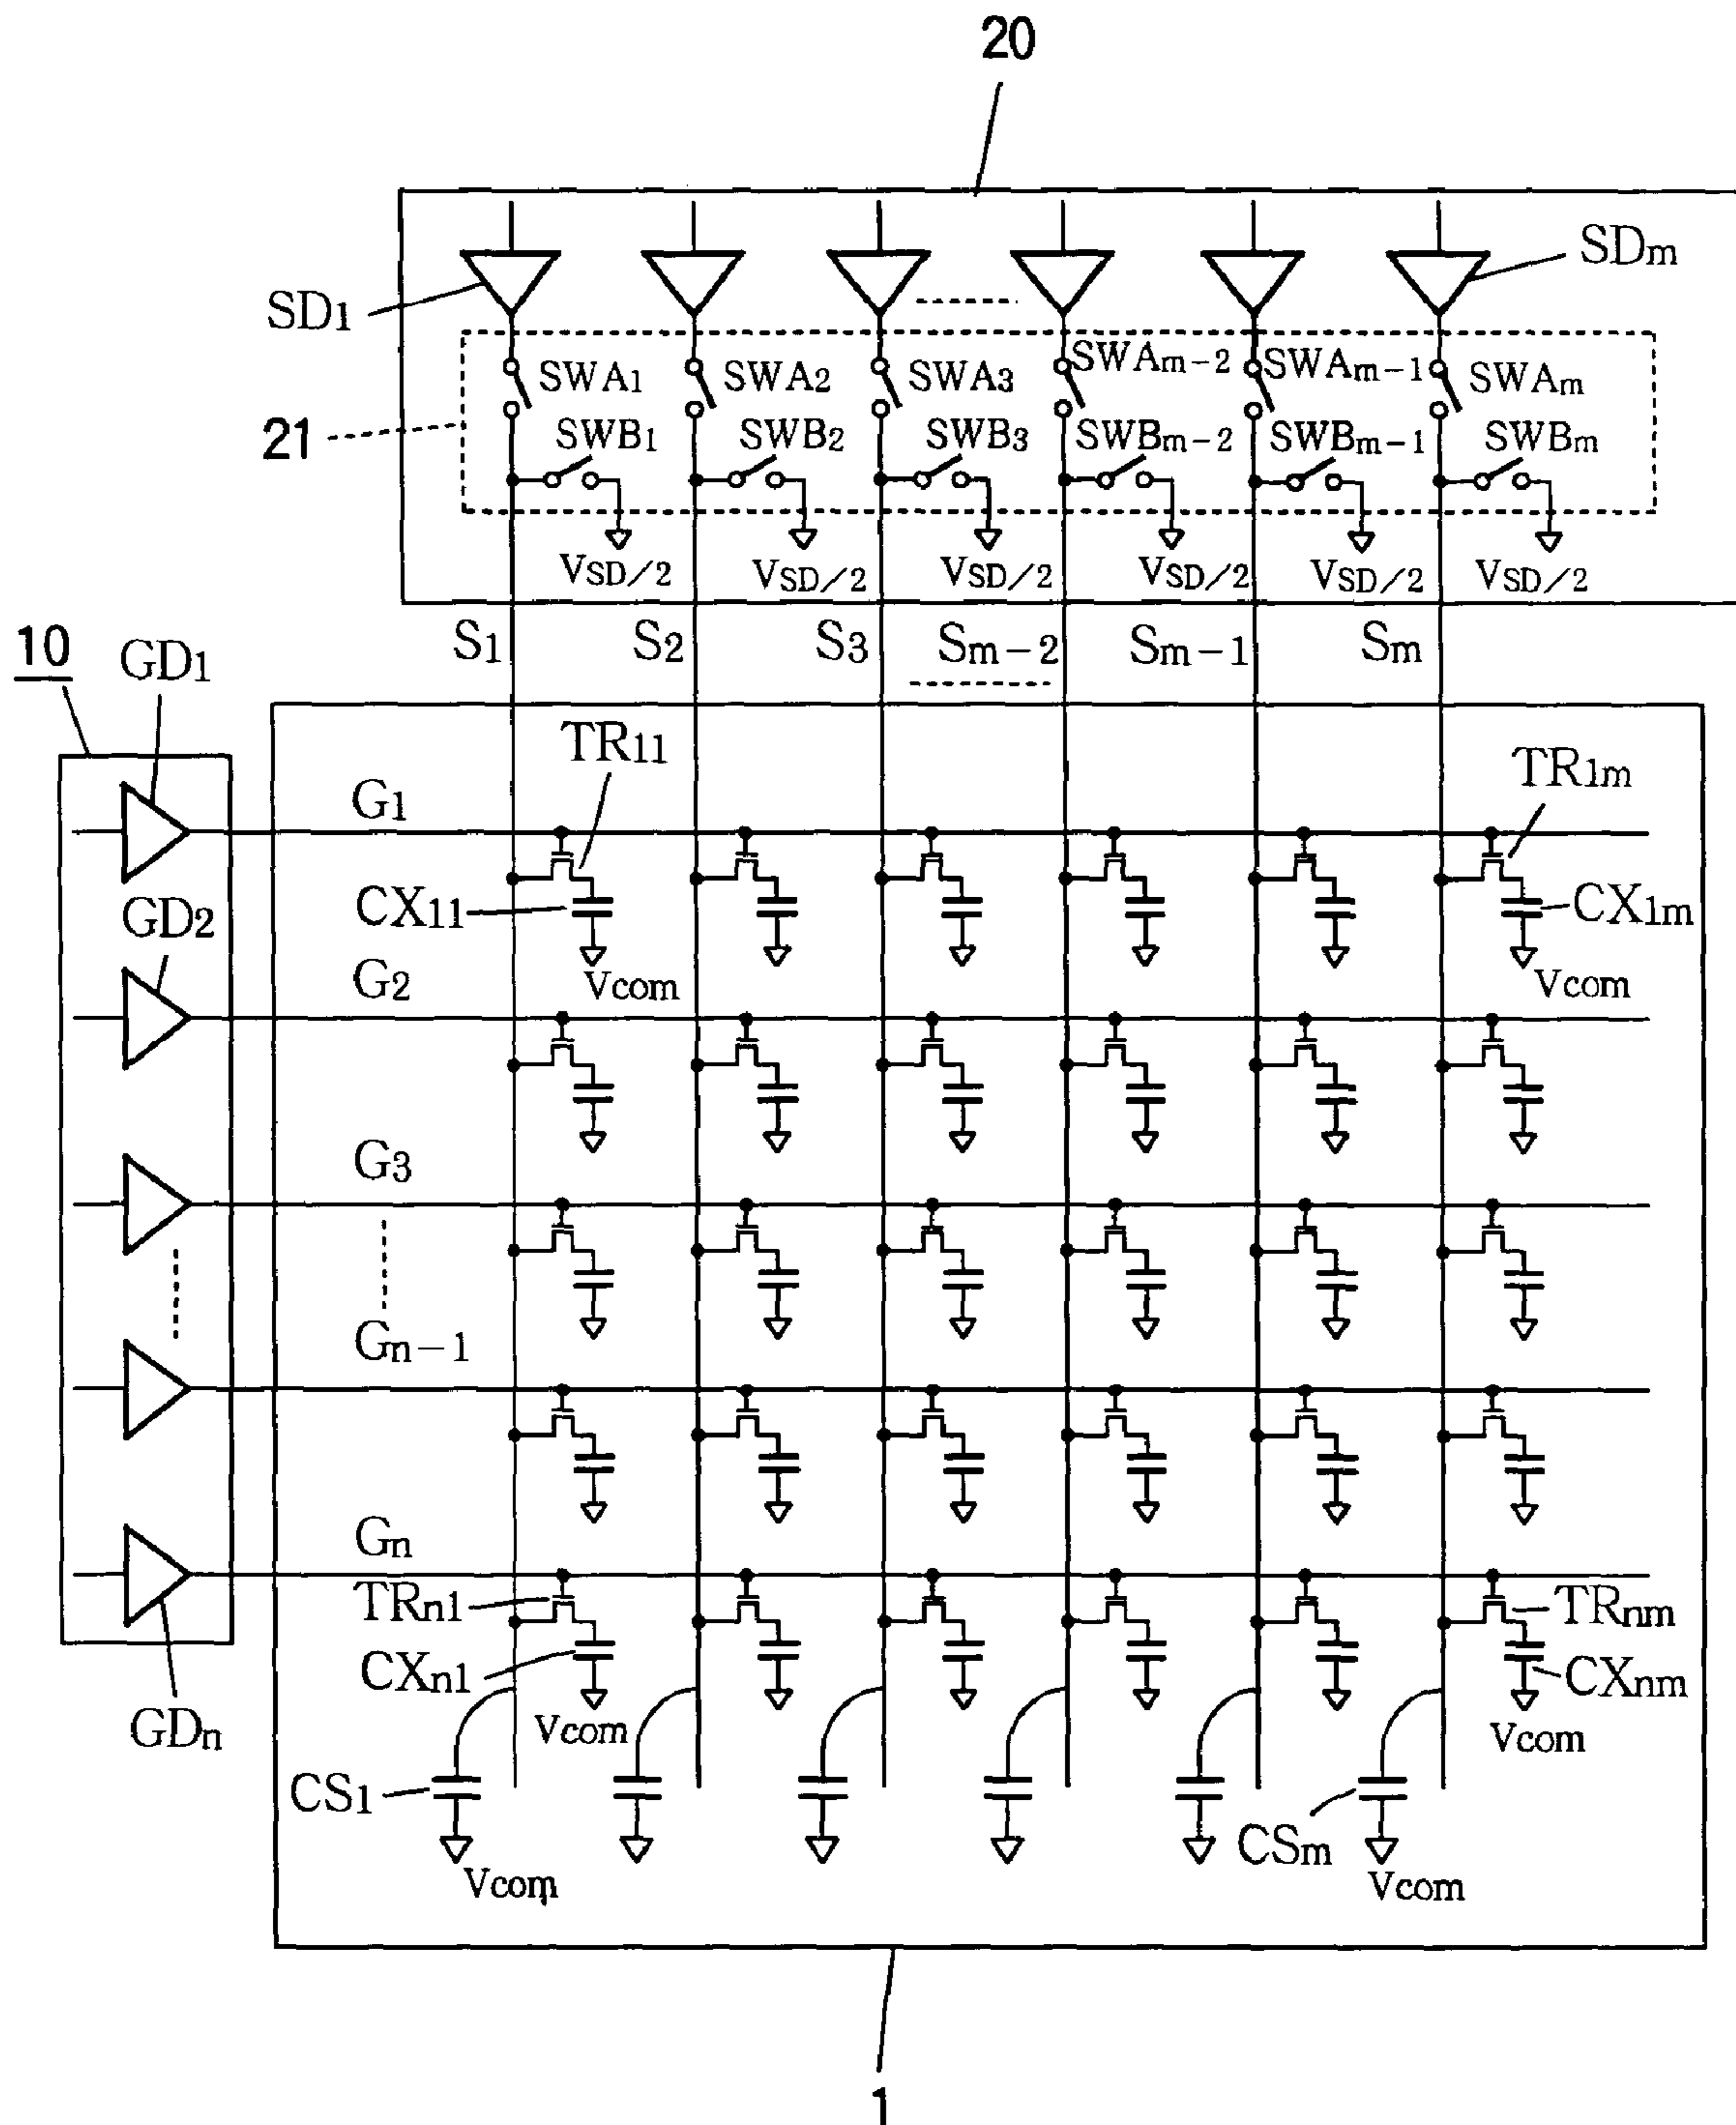 20
SD1
SDm
SWA1 SWA2 SWA3 SWAm-2 SWAm-1 SWAm
21
SWB1 SWB2 SWB3 SWBm-2 SWBm-1 SWBm
VSD/2 VSD/2 VSD/2 VSD/2 VSD/2 VSD/2
S1 S2 S3 Sm-2 Sm-1 Sm
10
GD1
TR11
TR1m
G1
CX11
CX1m
GD2
G2
Vcom
Vcom
G3
Gn-1
Gn
TRn1
TRnm
CXn1
CXnm
GDn
Vcom
Vcom
CS1
CSm
Vcom
Vcom
1